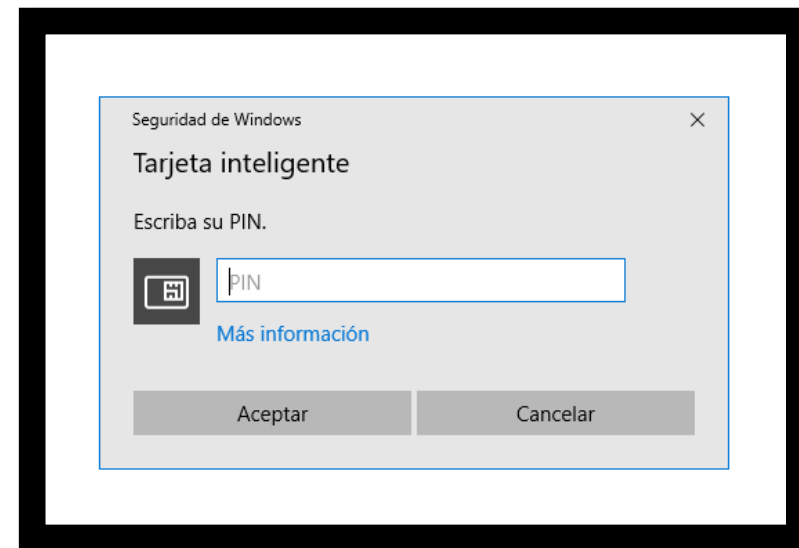 Seguridad de Windows
Tarjeta inteligente
Escriba su PIN.
PIN
Más información
Aceptar Cancelar